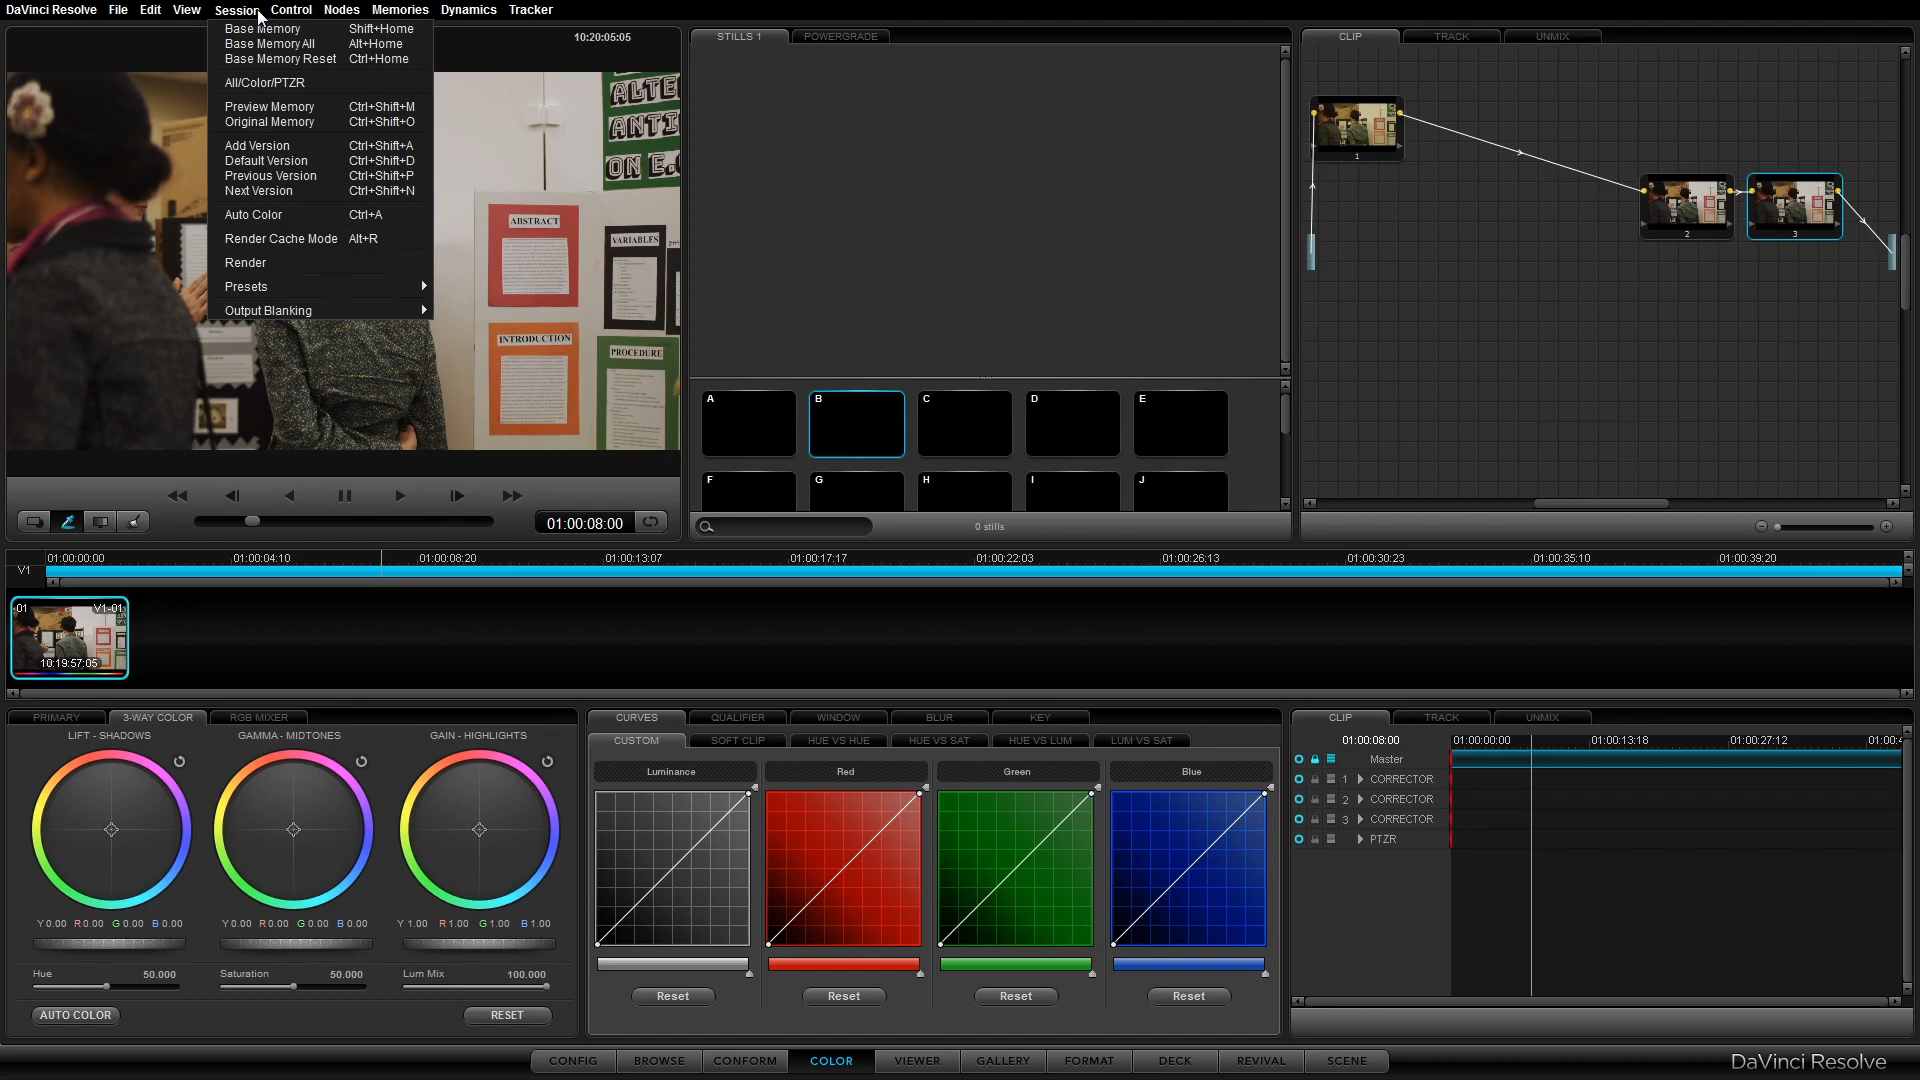 DaVinci Resolve File Edit View Session Control Nodes Memories Dynamics Tracker
Base Memory Shift+Home
Base Memory All Alt+Home
Base Memory Reset Ctrl+Home
All/Color/PTZR
Preview Memory Ctrl+Shift+M
Original Memory Ctrl+Shift+O
Add Version Ctrl+Shift+A
Default Version Ctrl+Shift+D
Previous Version Ctrl+Shift+P
Next Version Ctrl+Shift+N
Auto Color Ctrl+A
Render Cache Mode Alt+R
Render
Presets
Output Blanking
10:20:05:05
ALTE
ANTI
ON E.C
ABSTRACT
VARIABLES
INTRODUCTION
PROCEDURE
01:00:08:00
STILLS 1 POWERGRADE
A B C D E
F G H I J
0 stills
CLIP TRACK UNMIX
1
2 3
01:00:00:00 01:00:04:10 01:00:08:20 01:00:13:07 01:00:17:17 01:00:22:03 01:00:26:13 01:00:30:23 01:00:35:10 01:00:39:20
V1
01 V1-01
10:19:57:05
PRIMARY 3-WAY COLOR RGB MIXER
LIFT - SHADOWS GAMMA - MIDTONES GAIN - HIGHLIGHTS
Y 0.00 R 0.00 G 0.00 B 0.00 Y 0.00 R 0.00 G 0.00 B 0.00 Y 1.00 R 1.00 G 1.00 B 1.00
Hue 50.000 Saturation 50.000 Lum Mix 100.000
AUTO COLOR RESET
CURVES QUALIFIER WINDOW BLUR KEY
CUSTOM SOFT CLIP HUE VS HUE HUE VS SAT HUE VS LUM LUM VS SAT
Luminance Red Green Blue
Reset Reset Reset Reset
CLIP TRACK UNMIX
01:00:08:00 01:00:00:00 01:00:13:18 01:00:27:12 01:00:4
Master
1 CORRECTOR
2 CORRECTOR
3 CORRECTOR
PTZR
CONFIG BROWSE CONFORM COLOR VIEWER GALLERY FORMAT DECK REVIVAL SCENE
DaVinci Resolve